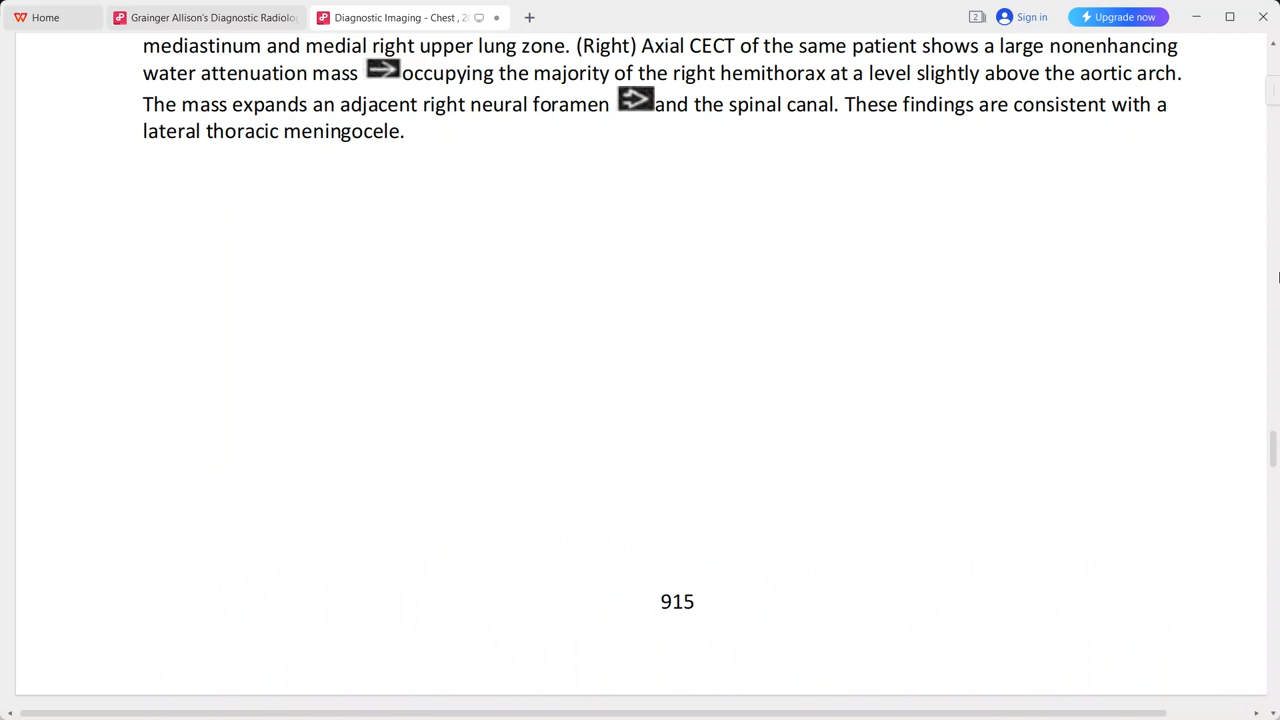 Home
Grainger Allison's Diagnostic Radiolo
Diagnostic Imaging - Chest , 2
2
Sign in
Upgrade now
mediastinum and medial right upper lung zone. (Right) Axial CECT of the same patient shows a large nonenhancing
water attenuation mass occupying the majority of the right hemithorax at a level slightly above the aortic arch.
The mass expands an adjacent right neural foramen and the spinal canal. These findings are consistent with a
lateral thoracic meningocele.
915